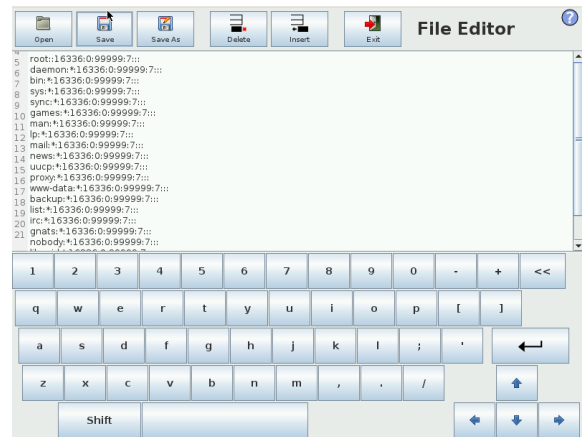 Open Save Save As Delete Insert Exit File Editor ?
5 root::16336:0:99999:7:::
6 daemon:*:16336:0:99999:7:::
7 bin:*:16336:0:99999:7:::
8 sys:*:16336:0:99999:7:::
9 sync:*:16336:0:99999:7:::
10 games:*:16336:0:99999:7:::
11 man:*:16336:0:99999:7:::
12 lp:*:16336:0:99999:7:::
13 mail:*:16336:0:99999:7:::
14 news:*:16336:0:99999:7:::
15 uucp:*:16336:0:99999:7:::
16 proxy:*:16336:0:99999:7:::
17 www-data:*:16336:0:99999:7:::
18 backup:*:16336:0:99999:7:::
19 list:*:16336:0:99999:7:::
20 irc:*:16336:0:99999:7:::
21 gnats:*:16336:0:99999:7:::
nobody:*:16336:0:99999:7:::
1 2 3 4 5 6 7 8 9 0 - + <<
q w e r t y u i o p [ ]
a s d f g h j k l ; '
z x c v b n m , . /
Shift